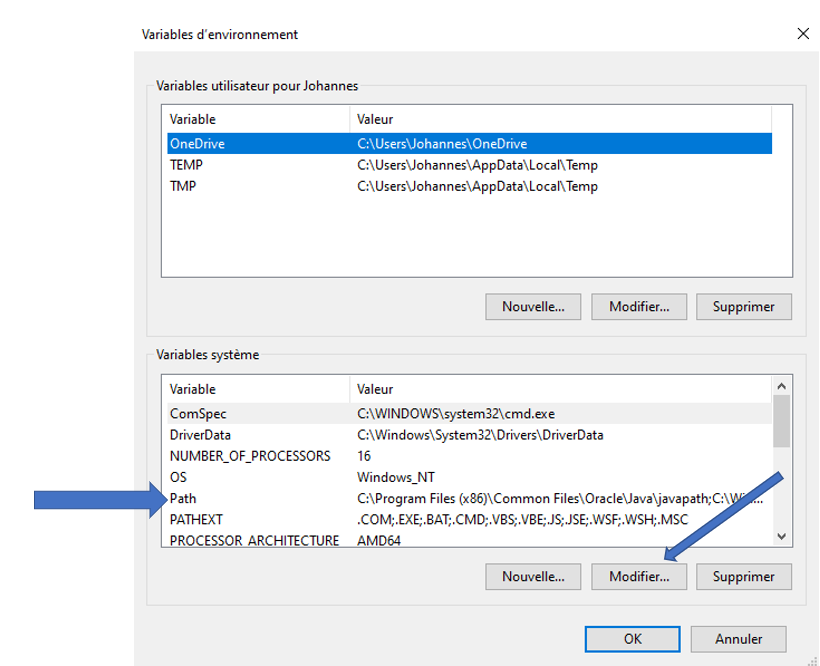 Variables d'environnement
Variables utilisateur pour Johannes
Variable Valeur
OneDrive C:\Users\Johannes\OneDrive
TEMP C:\Users\Johannes\AppData\Local\Temp
TMP C:\Users\Johannes\AppData\Local\Temp
Nouvelle... Modifier... Supprimer
Variables système
Variable Valeur
ComSpec C:\WINDOWS\system32\cmd.exe
DriverData C:\Windows\System32\Drivers\DriverData
NUMBER_OF_PROCESSORS 16
OS Windows_NT
Path C:\Program Files (x86)\Common Files\Oracle\Java\javapath;C:\Wi...
PATHEXT .COM;.EXE;.BAT;.CMD;.VBS;.VBE;.JS;.JSE;.WSF;.WSH;.MSC
PROCESSOR_ARCHITECTURE AMD64
Nouvelle... Modifier... Supprimer
OK Annuler